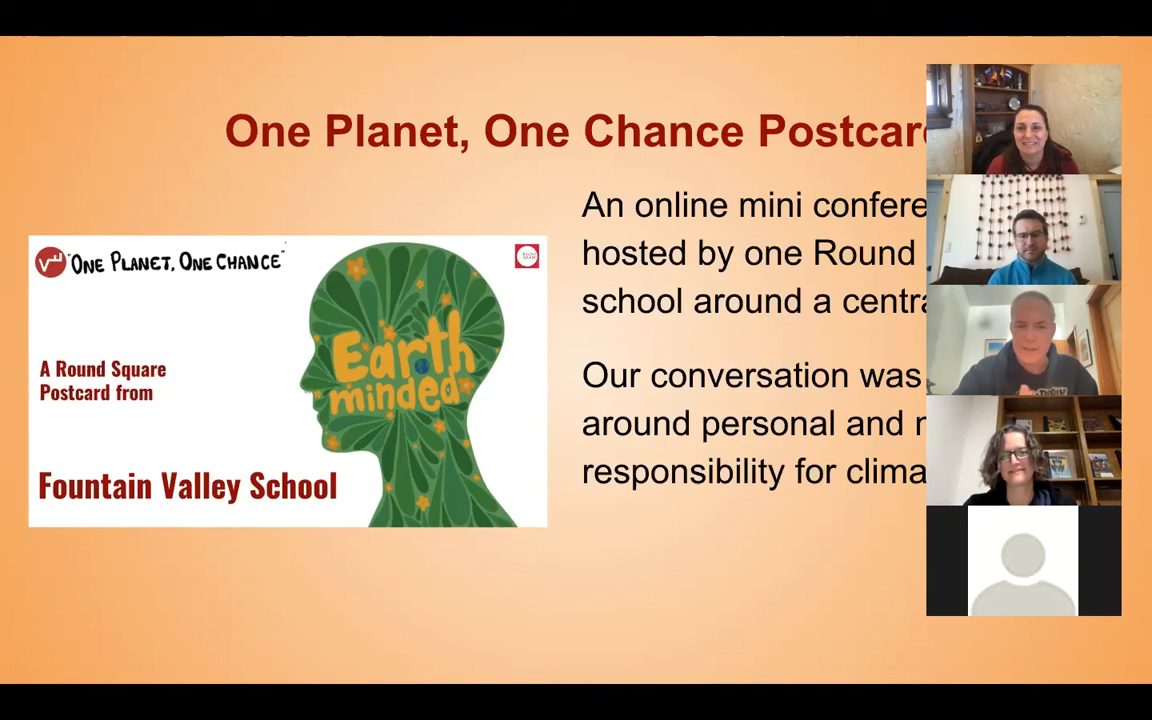 One Planet, One Chance Postcar
An online mini confere
hosted by one Round
school around a centra
Our conversation was
around personal and
responsibility for clima
"ONE PLANET, ONE CHANCE"
A Round Square
Postcard from
Fountain Valley School
Earth
minded